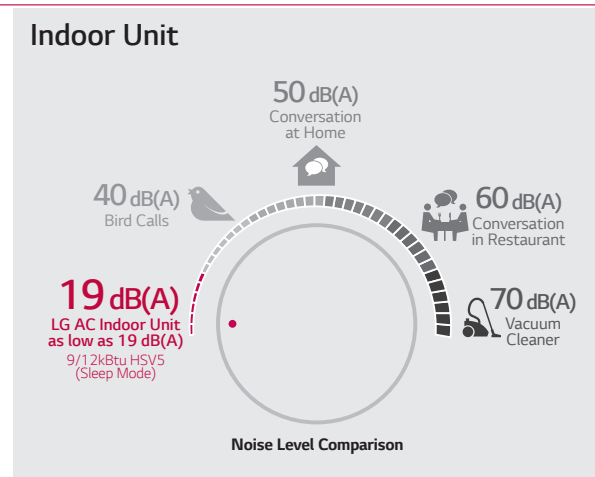 Indoor Unit
50 dB(A)
Conversation
at Home
40 dB(A)
Bird Calls
60 dB(A)
Conversation
in Restaurant
19 dB(A)
LG AC Indoor Unit
as low as 19 dB(A)
9/12kBtu HSV5
(Sleep Mode)
70 dB(A)
Vacuum
Cleaner
Noise Level Comparison